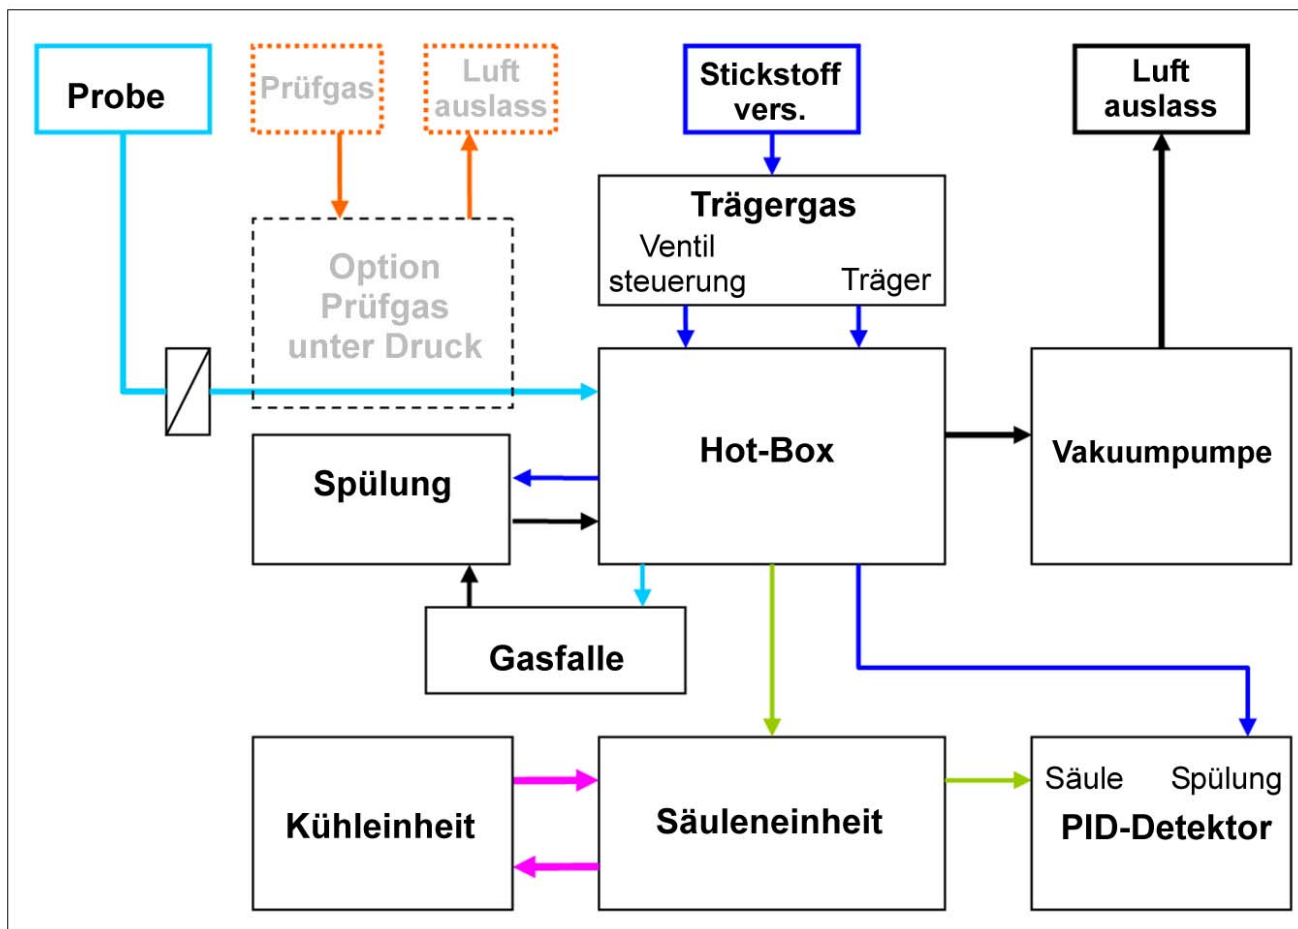 Probe
Prüfgas
Luft
auslass
Stickstoff
vers.
Luft
auslass
Trägergas
Ventil
steuerung
Träger
Option
Prüfgas
unter Druck
Hot-Box
Vakuumpumpe
Spülung
Gasfalle
Kühleinheit
Säuleneinheit
Säule Spülung
PID-Detektor